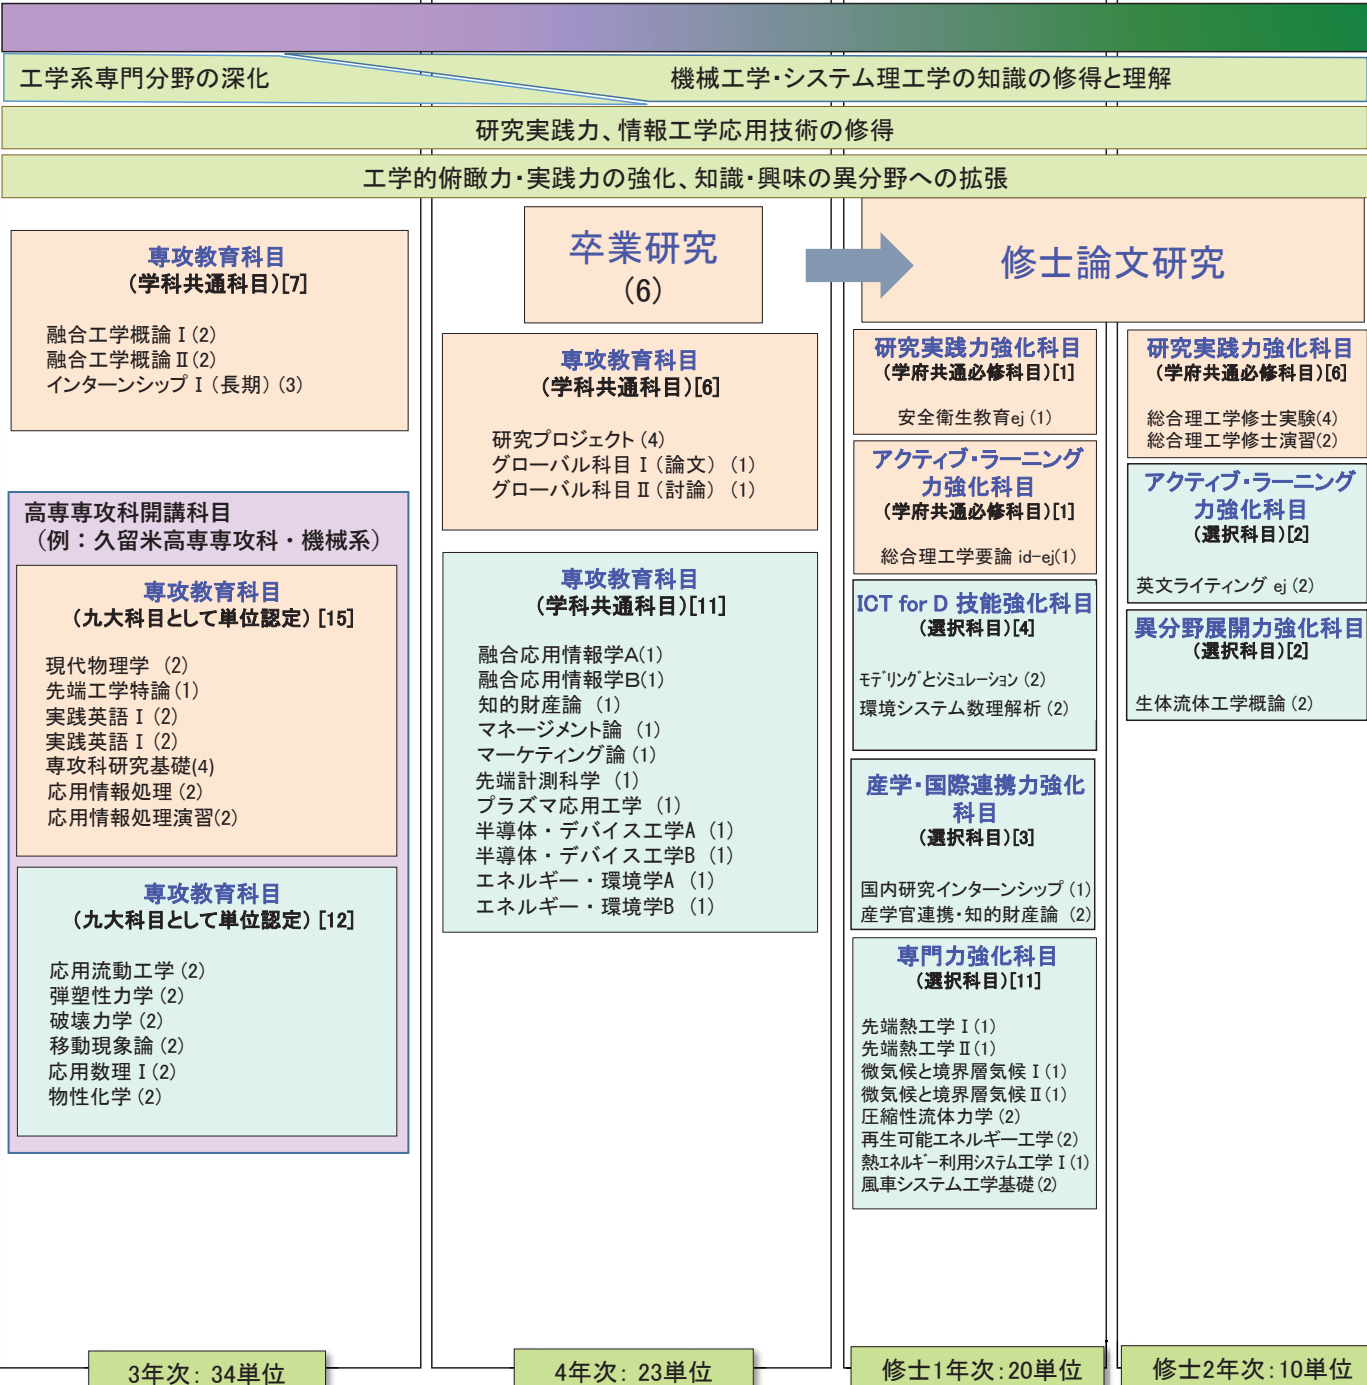 工学系専門分野の深化
機械工学・システム理工学の知識の修得と理解
研究実践力、情報工学応用技術の修得
工学的俯瞰力・実践力の強化、知識・興味の異分野への拡張
専攻教育科目
(学科共通科目)[7]
融合工学概論Ⅰ(2)
融合工学概論Ⅱ(2)
インターンシップⅠ(長期)(3)
高専専攻科開講科目
(例：久留米高専専攻科・機械系)
専攻教育科目
(九大科目として単位認定)[15]
現代物理学 (2)
先端工学特論(1)
実践英語Ⅰ(2)
実践英語Ⅰ(2)
専攻科研究基礎(4)
応用情報処理(2)
応用情報処理演習(2)
専攻教育科目
(九大科目として単位認定)[12]
応用流動工学(2)
弾塑性力学(2)
破壊力学(2)
移動現象論(2)
応用数理Ⅰ(2)
物性化学(2)
3年次: 34単位
卒業研究
(6)
専攻教育科目
(学科共通科目)[6]
研究プロジェクト(4)
グローバル科目Ⅰ(論文) (1)
グローバル科目Ⅱ(討論) (1)
専攻教育科目
(学科共通科目)[11]
融合応用情報学A(1)
融合応用情報学B(1)
知的財産論 (1)
マネージメント論 (1)
マーケティング論(1)
先端計測科学 (1)
プラズマ応用工学 (1)
半導体・デバイス工学A (1)
半導体・デバイス工学B (1)
エネルギー・環境学A (1)
エネルギー・環境学B (1)
4年次: 23単位
修士論文研究
研究実践力強化科目
(学府共通必修科目)[1]
安全衛生教育ej(1)
アクティブ・ラーニング
力強化科目
(学府共通必修科目)[1]
総合理工学要論 id-ej(1)
ICT for D 技能強化科目
(選択科目)[4]
ﾓﾃﾞﾘﾝｸﾞとｼﾐｭﾚｰｼｮﾝ(2)
環境システム数理解析(2)
産学・国際連携力強化
科目
(選択科目)[3]
国内研究インターンシップ(1)
産学官連携・知的財産論(2)
専門力強化科目
(選択科目)[11]
先端熱工学Ⅰ(1)
先端熱工学Ⅱ(1)
微気候と境界層気候Ⅰ(1)
微気候と境界層気候Ⅱ(1)
圧縮性流体力学(2)
再生可能エネルギー工学(2)
熱ｴﾈﾙｷﾞｰ利用ｼｽﾃﾑ工学Ⅰ(1)
風車システム工学基礎(2)
修士1年次:20単位
研究実践力強化科目
(学府共通必修科目)[6]
総合理工学修士実験(4)
総合理工学修士演習(2)
アクティブ・ラーニング
力強化科目
(選択科目)[2]
英文ライティング ej(2)
異分野展開力強化科目
(選択科目)[2]
生体流体工学概論(2)
修士2年次:10単位